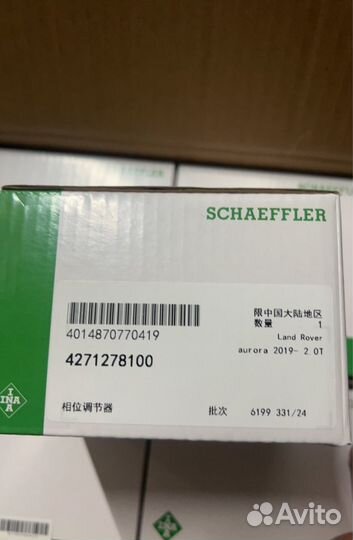 SCHAEFFLER
限中国大陆地区
数量 1
4014870770419
Land Rover
4271278100
aurora 2019- 2.0T
INA
相位调节器
批次 6199 331/24
Avito